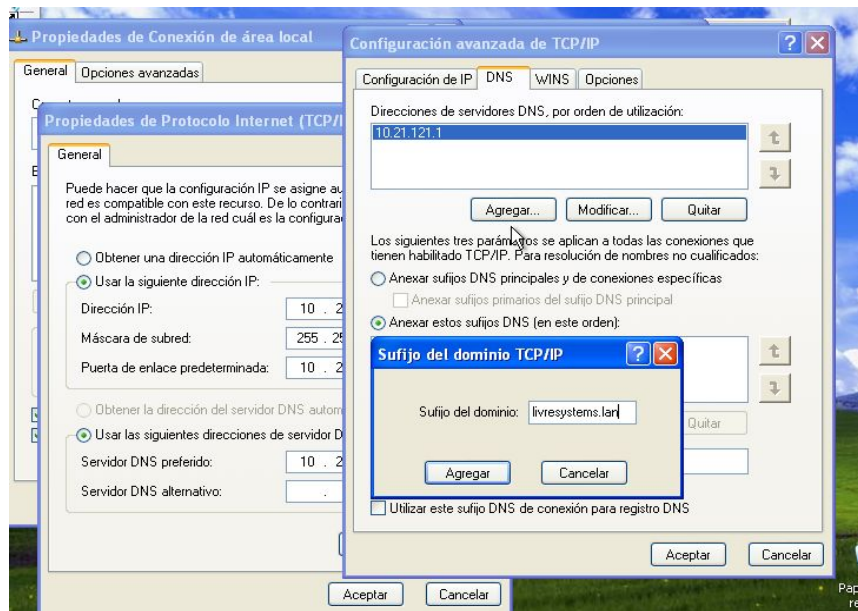 Propiedades de Conexión de área local
General
Opciones avanzadas
Propiedades de Protocolo Internet (TCP/I
General
Puede hacer que la configuración IP se asigne au
red es compatible con este recurso. De lo contrari
con el administrador de la red cuál es la configura
Obtener una dirección IP automáticamente
Usar la siguiente dirección IP:
Dirección IP: 10 . 2
Máscara de subred: 255 . 25
Puerta de enlace predeterminada: 10 . 2
Obtener la dirección del servidor DNS autom
Usar las siguientes direcciones de servidor D
Servidor DNS preferido: 10 . 2
Servidor DNS alternativo: .
Aceptar
Cancelar
Configuración avanzada de TCP/IP
Configuración de IP
DNS
WINS
Opciones
Direcciones de servidores DNS, por orden de utilización:
10.21.121.1
Agregar...
Modificar...
Quitar
Los siguientes tres parámetros se aplican a todas las conexiones que
tienen habilitado TCP/IP. Para resolución de nombres no cualificados:
Anexar sufijos DNS principales y de conexiones específicas
Anexar sufijos primarios del sufijo DNS principal
Anexar estos sufijos DNS (en este orden):
Sufijo del dominio TCP/IP
Sufijo del dominio: livresystems.lan
Agregar
Cancelar
Quitar
Utilizar este sufijo DNS de conexión para registro DNS
Aceptar
Cancelar
Pap
re